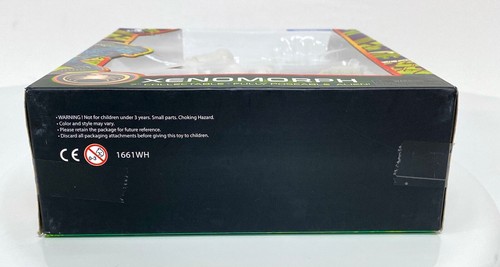 XENOMORPH
A COLLECTABLE, FULLY POSEABLE ALIEN!
• WARNING! Not for children under 3 years. Small parts. Choking Hazard.
• Color and style may vary.
• Please retain the package for future reference.
• Discard all packaging attachments before giving this toy to children.
CE 0-3 1661WH